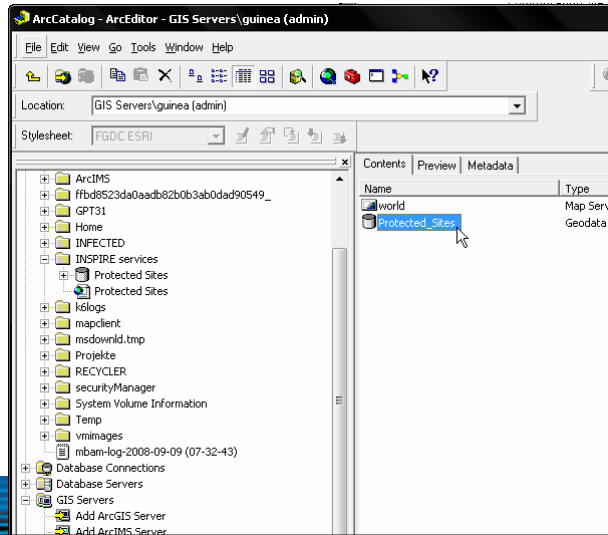 ArcCatalog - ArcEditor - GIS Servers\guinea (admin)
File Edit View Go Tools Window Help
Location: GIS Servers\guinea (admin)
Stylesheet: FGDC ESRI
Contents Preview Metadata
Name Type
world Map Serv
Protected_Sites Geodata
ArcIMS
ffbd8523da0aadb82b0b3ab0dad90549_
GPT31
Home
INFECTED
INSPIRE services
Protected Sites
Protected Sites
k6logs
mapclient
msdownld.tmp
Projekte
RECYCLER
securityManager
System Volume Information
Temp
vmimages
mbam-log-2008-09-09 (07-32-43)
Database Connections
Database Servers
GIS Servers
Add ArcGIS Server
Add ArcIMS Server